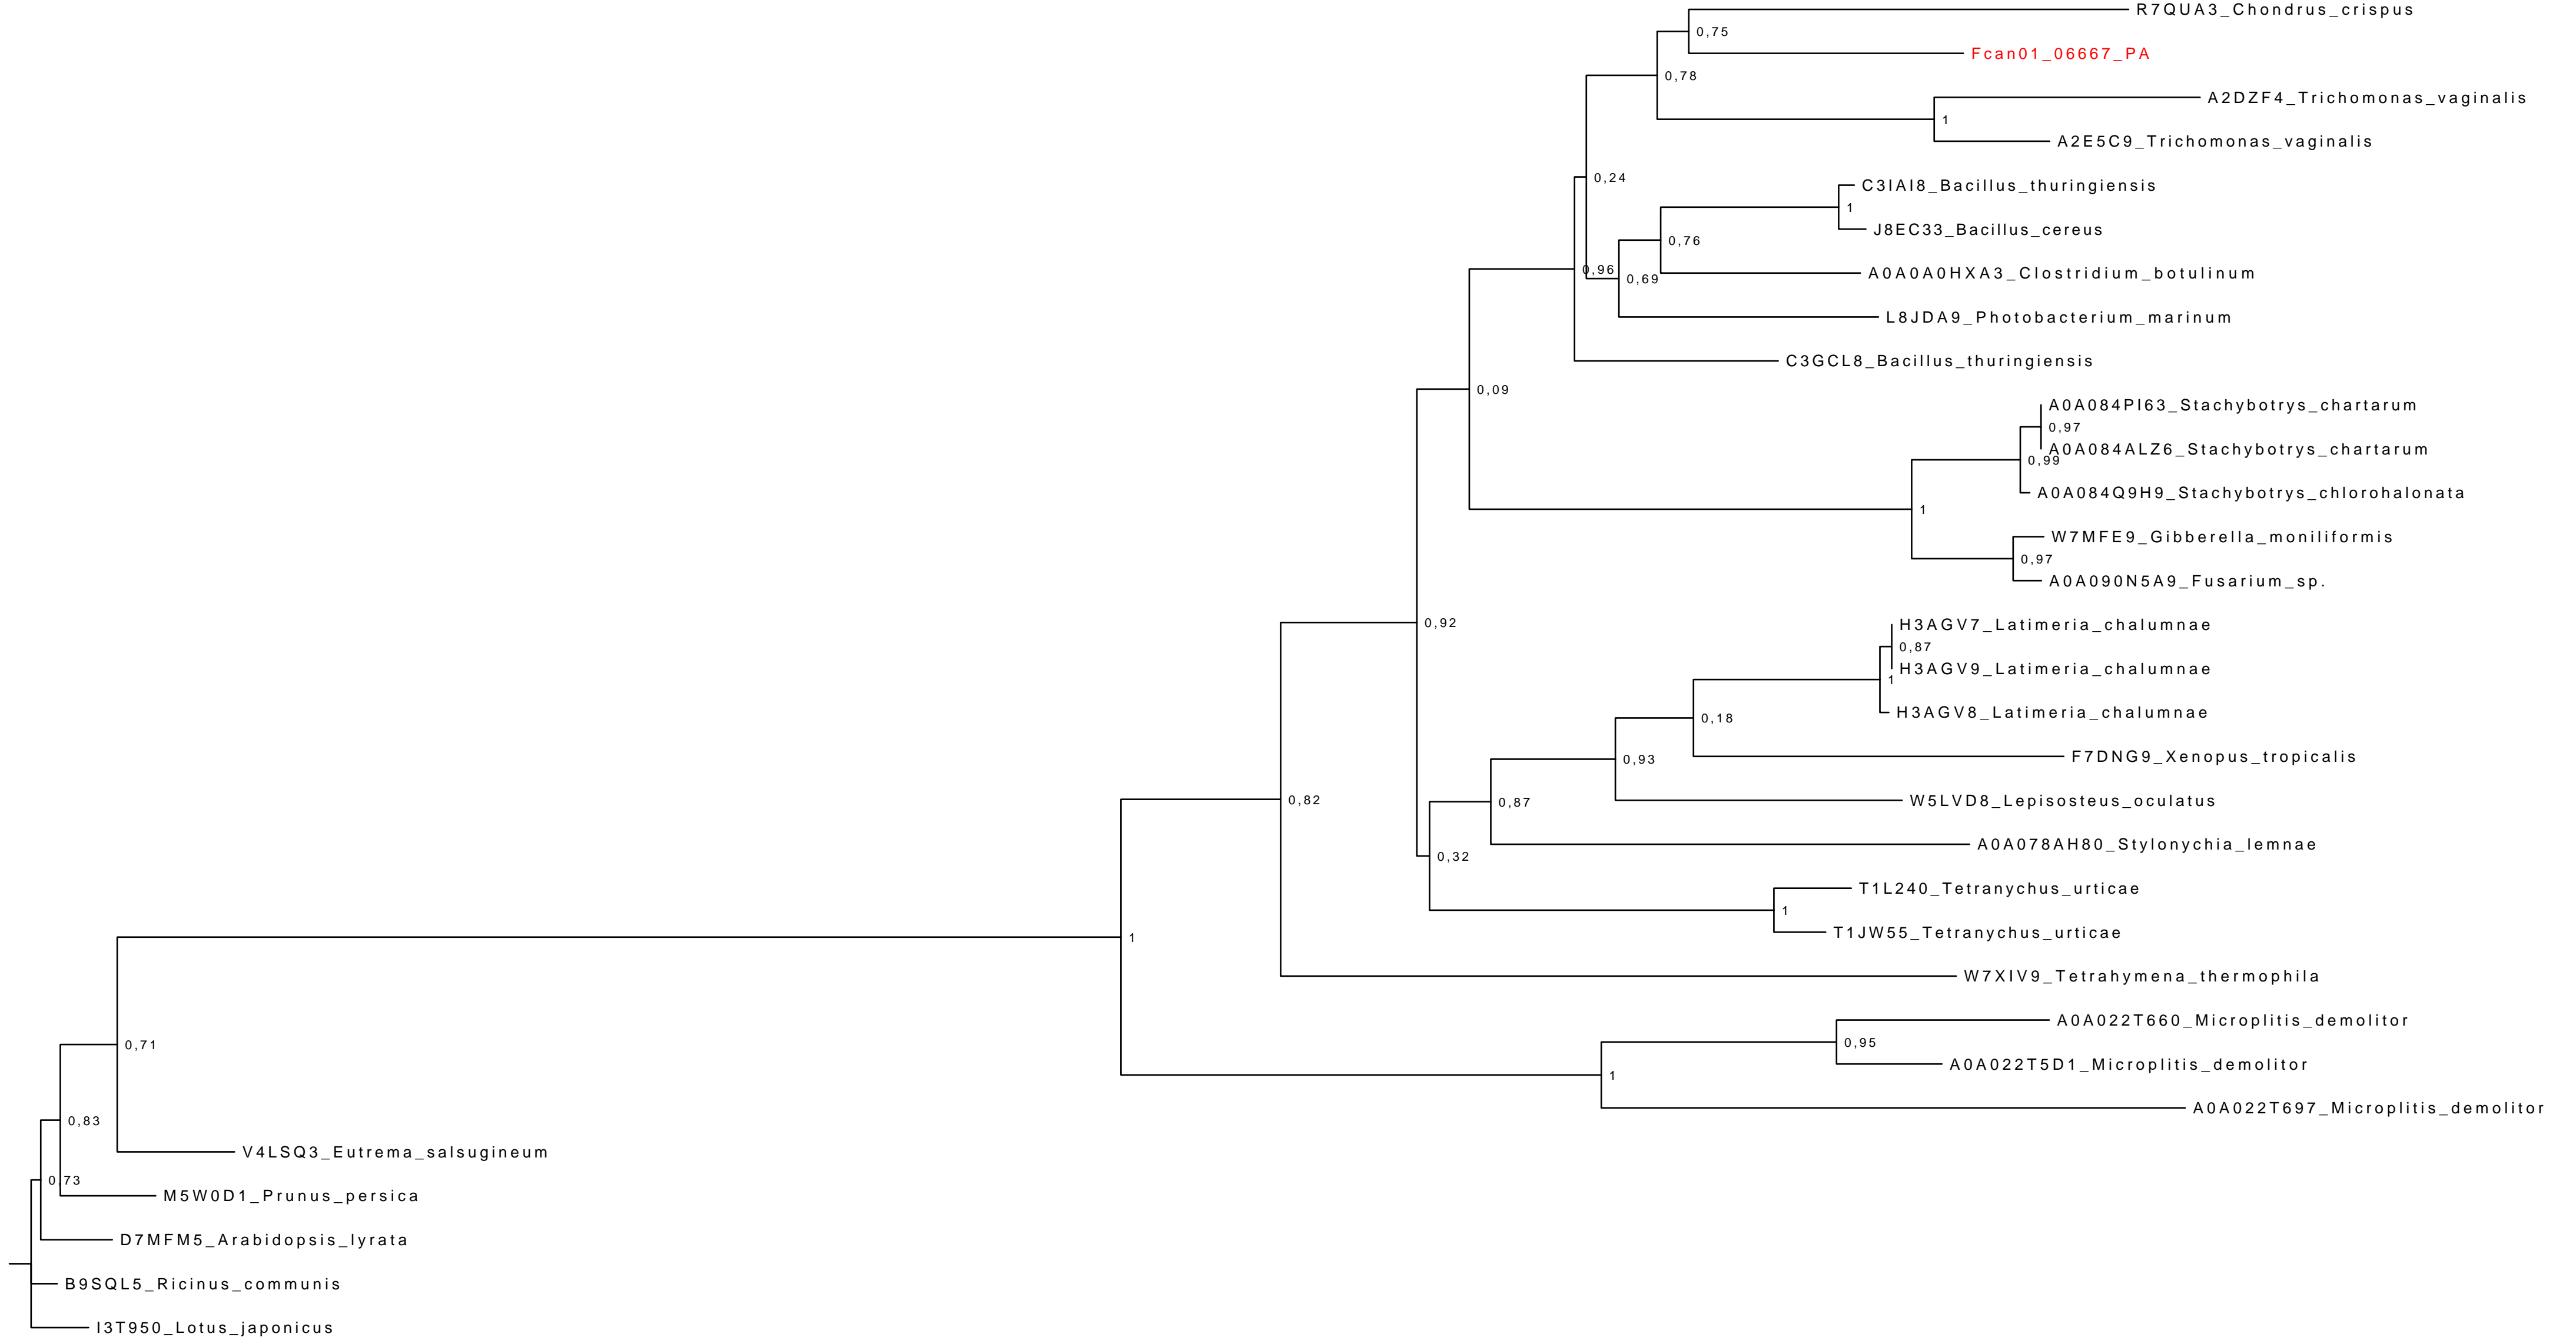 R7QUA3_Chondrus_crispus
0,75
Fcan01_06667_PA
0,78
A2DZF4_Trichomonas_vaginalis
1
A2E5C9_Trichomonas_vaginalis
0,24
C3IAI8_Bacillus_thuringiensis
1
J8EC33_Bacillus_cereus
0,76
0,96
A0A0A0HXA3_Clostridium_botulinum
0,69
L8JDA9_Photobacterium_marinum
C3GCL8_Bacillus_thuringiensis
0,09
A0A084PI63_Stachybotrys_chartarum
0,97
A0A084ALZ6_Stachybotrys_chartarum
0,99
A0A084Q9H9_Stachybotrys_chlorohalonata
1
W7MFE9_Gibberella_moniliformis
0,97
A0A090N5A9_Fusarium_sp.
0,92
H3AGV7_Latimeria_chalumnae
0,87
H3AGV9_Latimeria_chalumnae
1
H3AGV8_Latimeria_chalumnae
0,18
F7DNG9_Xenopus_tropicalis
0,93
W5LVD8_Lepisosteus_oculatus
0,82
0,87
A0A078AH80_Stylonychia_lemnae
0,32
T1L240_Tetranychus_urticae
1
T1JW55_Tetranychus_urticae
1
W7XIV9_Tetrahymena_thermophila
A0A022T660_Microplitis_demolitor
0,95
0,71
A0A022T5D1_Microplitis_demolitor
1
A0A022T697_Microplitis_demolitor
0,83
V4LSQ3_Eutrema_salsugineum
0,73
M5W0D1_Prunus_persica
D7MFM5_Arabidopsis_lyrata
B9SQL5_Ricinus_communis
I3T950_Lotus_japonicus